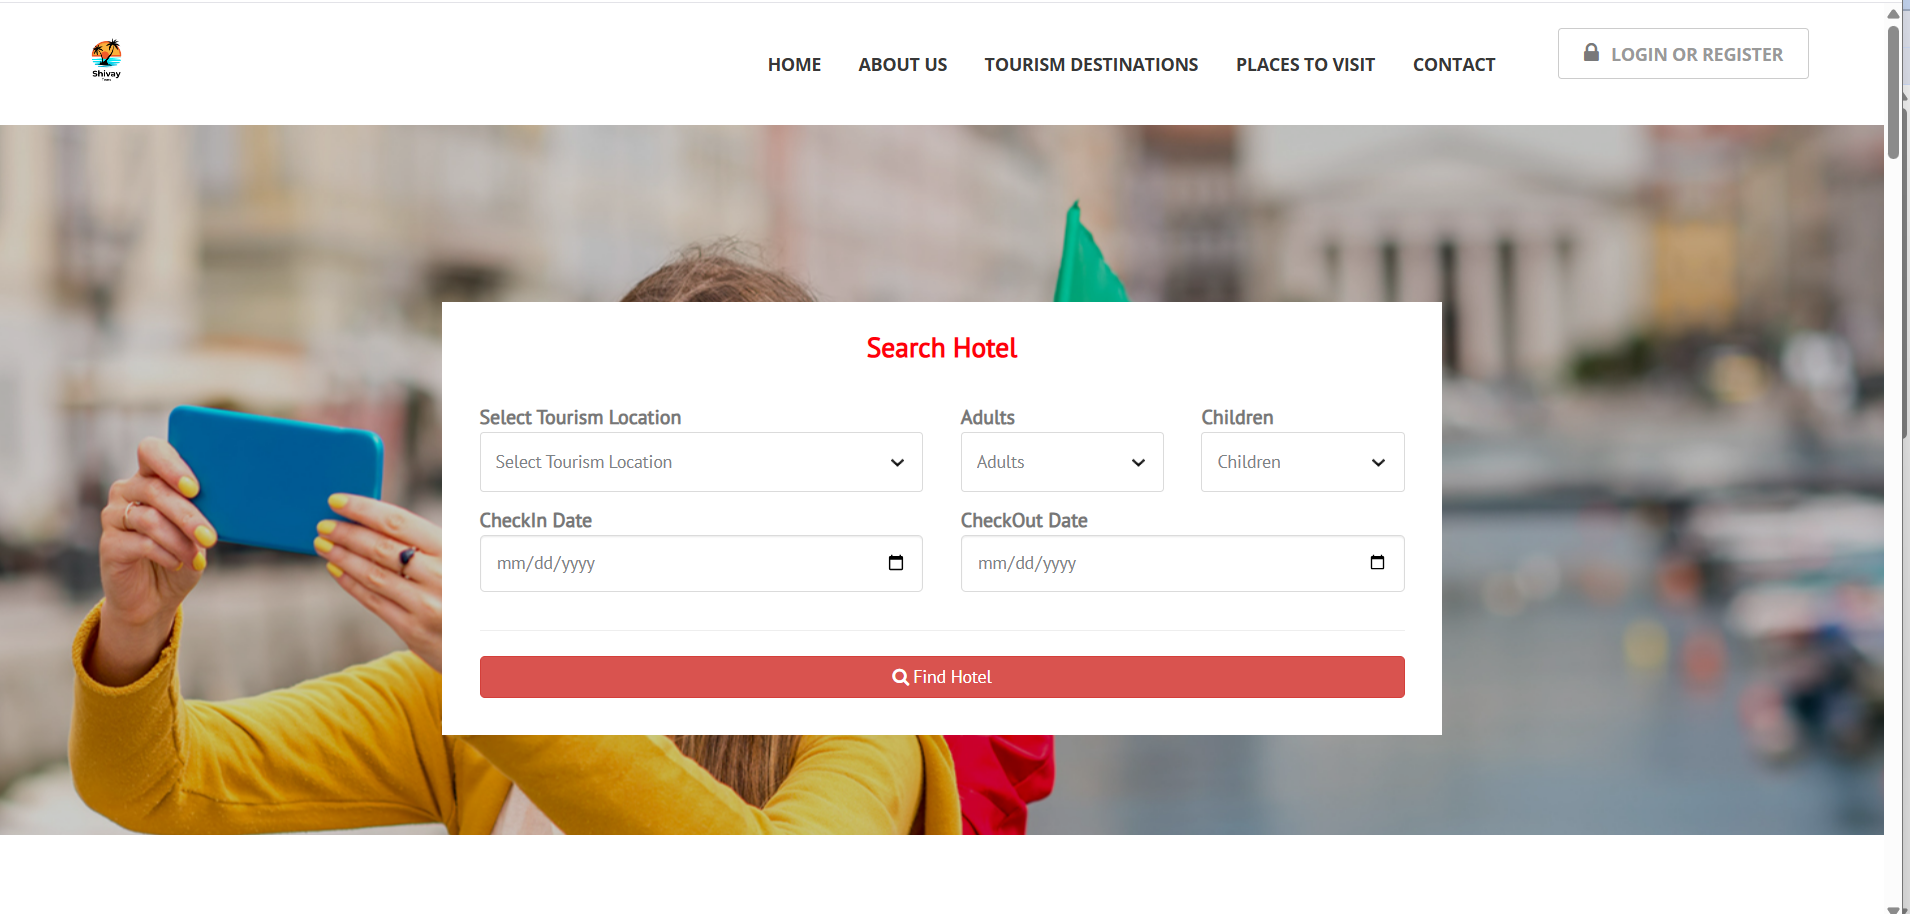 Shivay
Tours
HOME ABOUT US TOURISM DESTINATIONS PLACES TO VISIT CONTACT LOGIN OR REGISTER
Search Hotel
Select Tourism Location Adults Children
Select Tourism Location Adults Children
CheckIn Date CheckOut Date
mm/dd/yyyy mm/dd/yyyy
Find Hotel